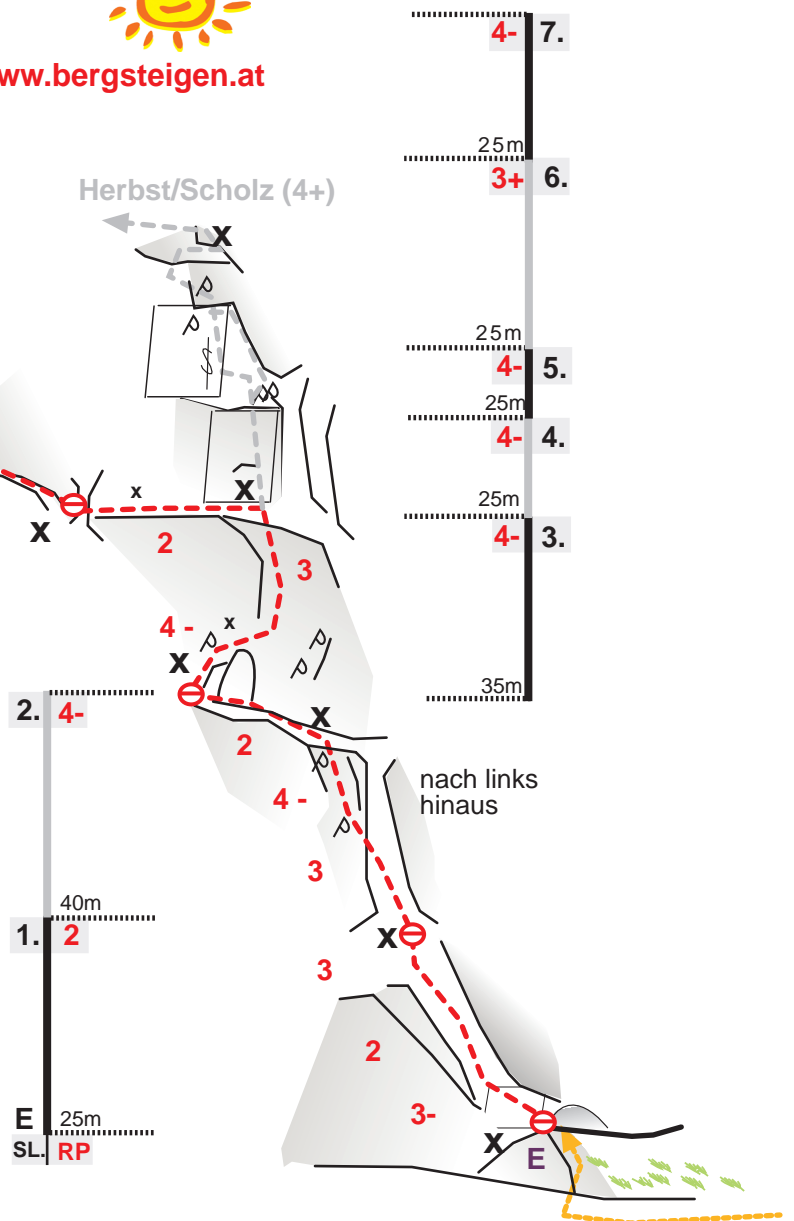 ww.bergsteigen.at
4- 7.
25m
3+ 6.
Herbst/Scholz (4+)
x
25m
4- 5.
25m
4- 4.
x
x
25m
x
4- 3.
2
3
4 -
x
x
35m
2. 4-
x
2
nach links
hinaus
4 -
3
40m
1. 2
x
3
2
3-
E 25m
x
SL. RP
E